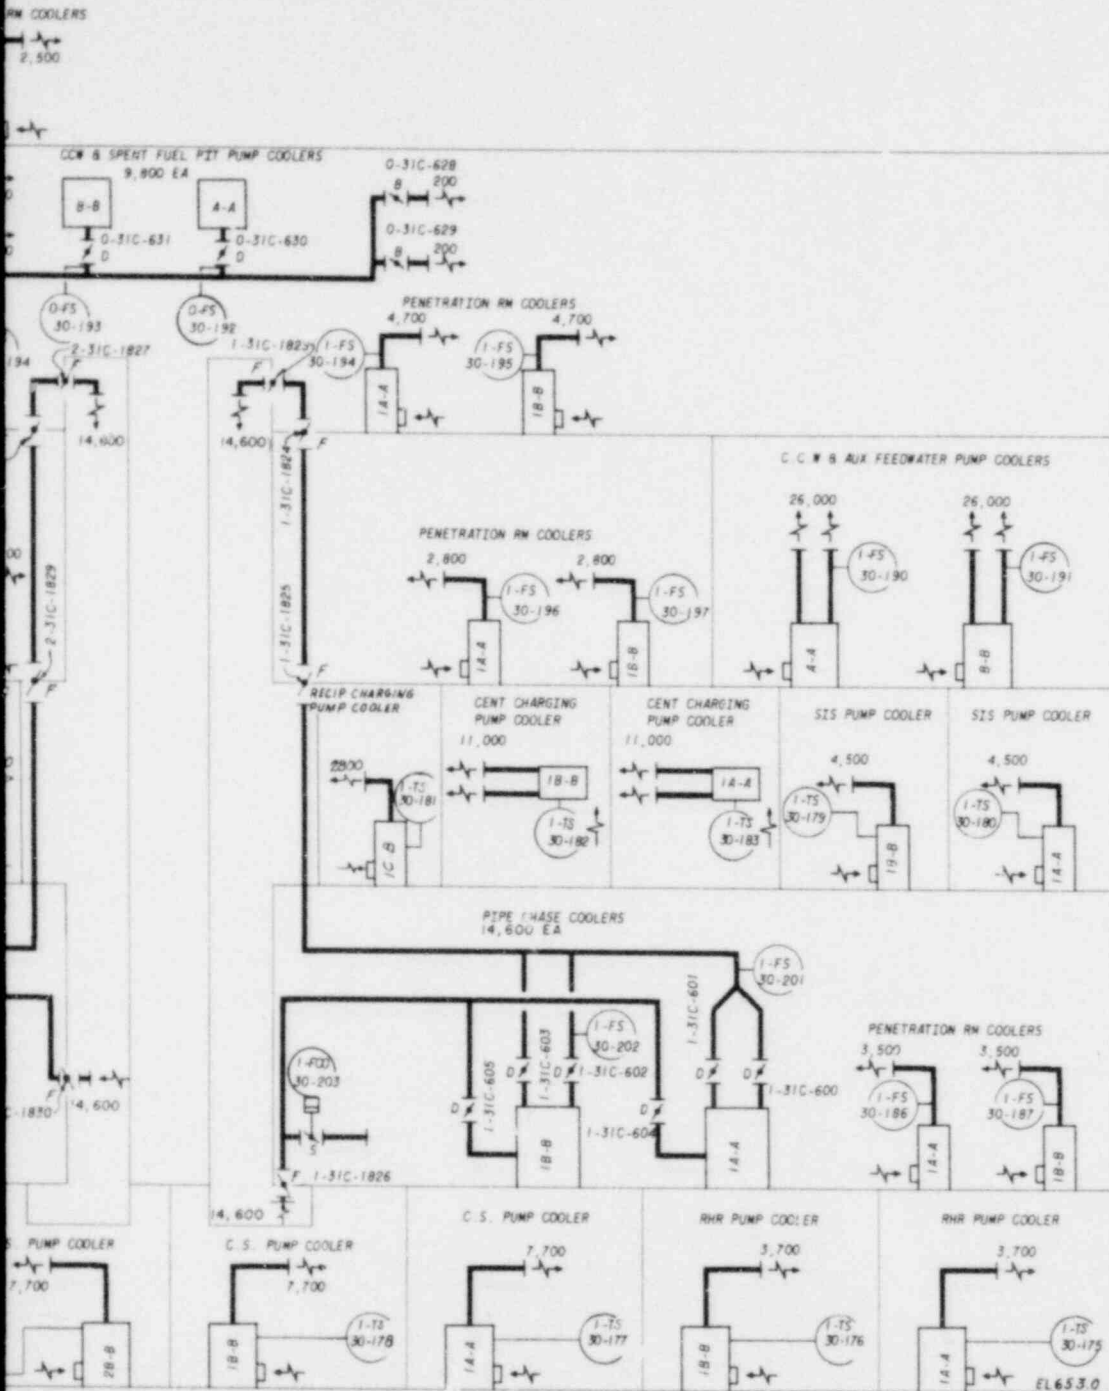 RM COOLERS
2,500
CCW & SPENT FUEL PIT PUMP COOLERS
9,800 EA
B-B
A-A
0-31C-631
D
0-31C-630
D
0-31C-628
B
200
0-31C-629
B
200
0-FS
30-193
0-FS
30-192
194
2-31C-1827
F
14,600
PENETRATION RM COOLERS
4,700
4,700
1-31C-1823
F
1-FS
30-194
1A-A
1-FS
30-195
1B-B
14,600
F
1-31C-1824
1-31C-1825
F
2-31C-1829
F
PENETRATION RM COOLERS
2,800
2,800
1-FS
30-196
1A-A
1-FS
30-197
1B-B
C.C.W & AUX FEEDWATER PUMP COOLERS
26,000
26,000
1-FS
30-190
A-A
1-FS
30-191
B-B
RECIP CHARGING
PUMP COOLER
2800
1-TS
30-181
1C-B
CENT CHARGING
PUMP COOLER
11,000
1B-B
1-TS
30-182
CENT CHARGING
PUMP COOLER
11,000
1A-A
1-TS
30-183
SIS PUMP COOLER
4,500
1-TS
30-179
1B-B
SIS PUMP COOLER
4,500
1-TS
30-180
1A-A
PIPE CHASE COOLERS
14,600 EA
1-FS
30-201
1-31C-601
1-FS
30-202
1-31C-603
1-31C-605
D
D
1-31C-602
D
D
D
1-31C-600
D
1-31C-604
1B-B
1A-A
30-203
S
F
1-31C-1826
14,600
C-1830
F
14,600
PENETRATION RM COOLERS
3,500
3,500
1-FS
30-186
1A-A
1-FS
30-187
1B-B
S. PUMP COOLER
7,700
2B-B
C.S. PUMP COOLER
7,700
1B-B
1-TS
30-178
C.S. PUMP COOLER
7,700
1A-A
1-TS
30-177
RHR PUMP COOLER
3,700
1B-B
1-TS
30-176
RHR PUMP COOLER
3,700
1A-A
1-TS
30-175
EL653.0